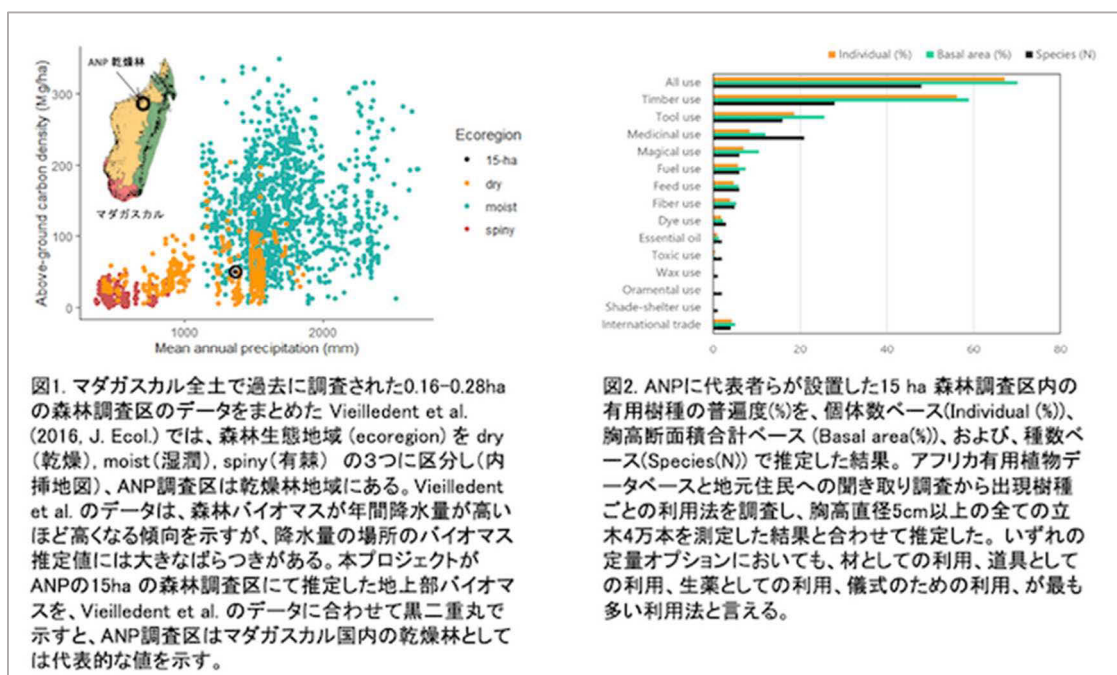 ANP 乾燥林
マダガスカル
Above-ground carbon density (Mg/ha)
300
200
100
0
1000
2000
Mean annual precipitation (mm)
Ecoregion
15-ha
dry
moist
spiny
図1. マダガスカル全土で過去に調査された0.16-0.28ha
の森林調査区のデータをまとめた Vieilledent et al.
(2016, J. Ecol.) では、森林生態地域 (ecoregion) を dry
(乾燥), moist(湿潤), spiny(有棘) の3つに区分し(内
挿地図)、ANP調査区は乾燥林地域にある。Vieilledent
et al. のデータは、森林バイオマスが年間降水量が高い
ほど高くなる傾向を示すが、降水量の場所のバイオマス
推定値には大きなばらつきがある。本プロジェクトが
ANPの15ha の森林調査区にて推定した地上部バイオマ
スを、Vieilledent et al. のデータに合わせて黒二重丸で
示すと、ANP調査区はマダガスカル国内の乾燥林として
は代表的な値を示す。
Individual (%) Basal area (%) Species (N)
All use
Timber use
Tool use
Medicinal use
Magical use
Fuel use
Feed use
Fiber use
Dye use
Essential oil
Toxic use
Wax use
Oramental use
Shade-shelter use
International trade
0 20 40 60 80
図2. ANPに代表者らが設置した15 ha 森林調査区内の
有用樹種の普遍度(%)を、個体数ベース(Individual (%))、
胸高断面積合計ベース (Basal area(%))、および、種数ベ
ース(Species(N)) で推定した結果。アフリカ有用植物デ
ータベースと地元住民への聞き取り調査から出現樹種
ごとの利用法を調査し、胸高直径5cm以上の全ての立
木4万本を測定した結果と合わせて推定した。いずれの
定量オプションにおいても、材としての利用、道具として
の利用、生薬としての利用、儀式のための利用、が最も
多い利用法と言える。